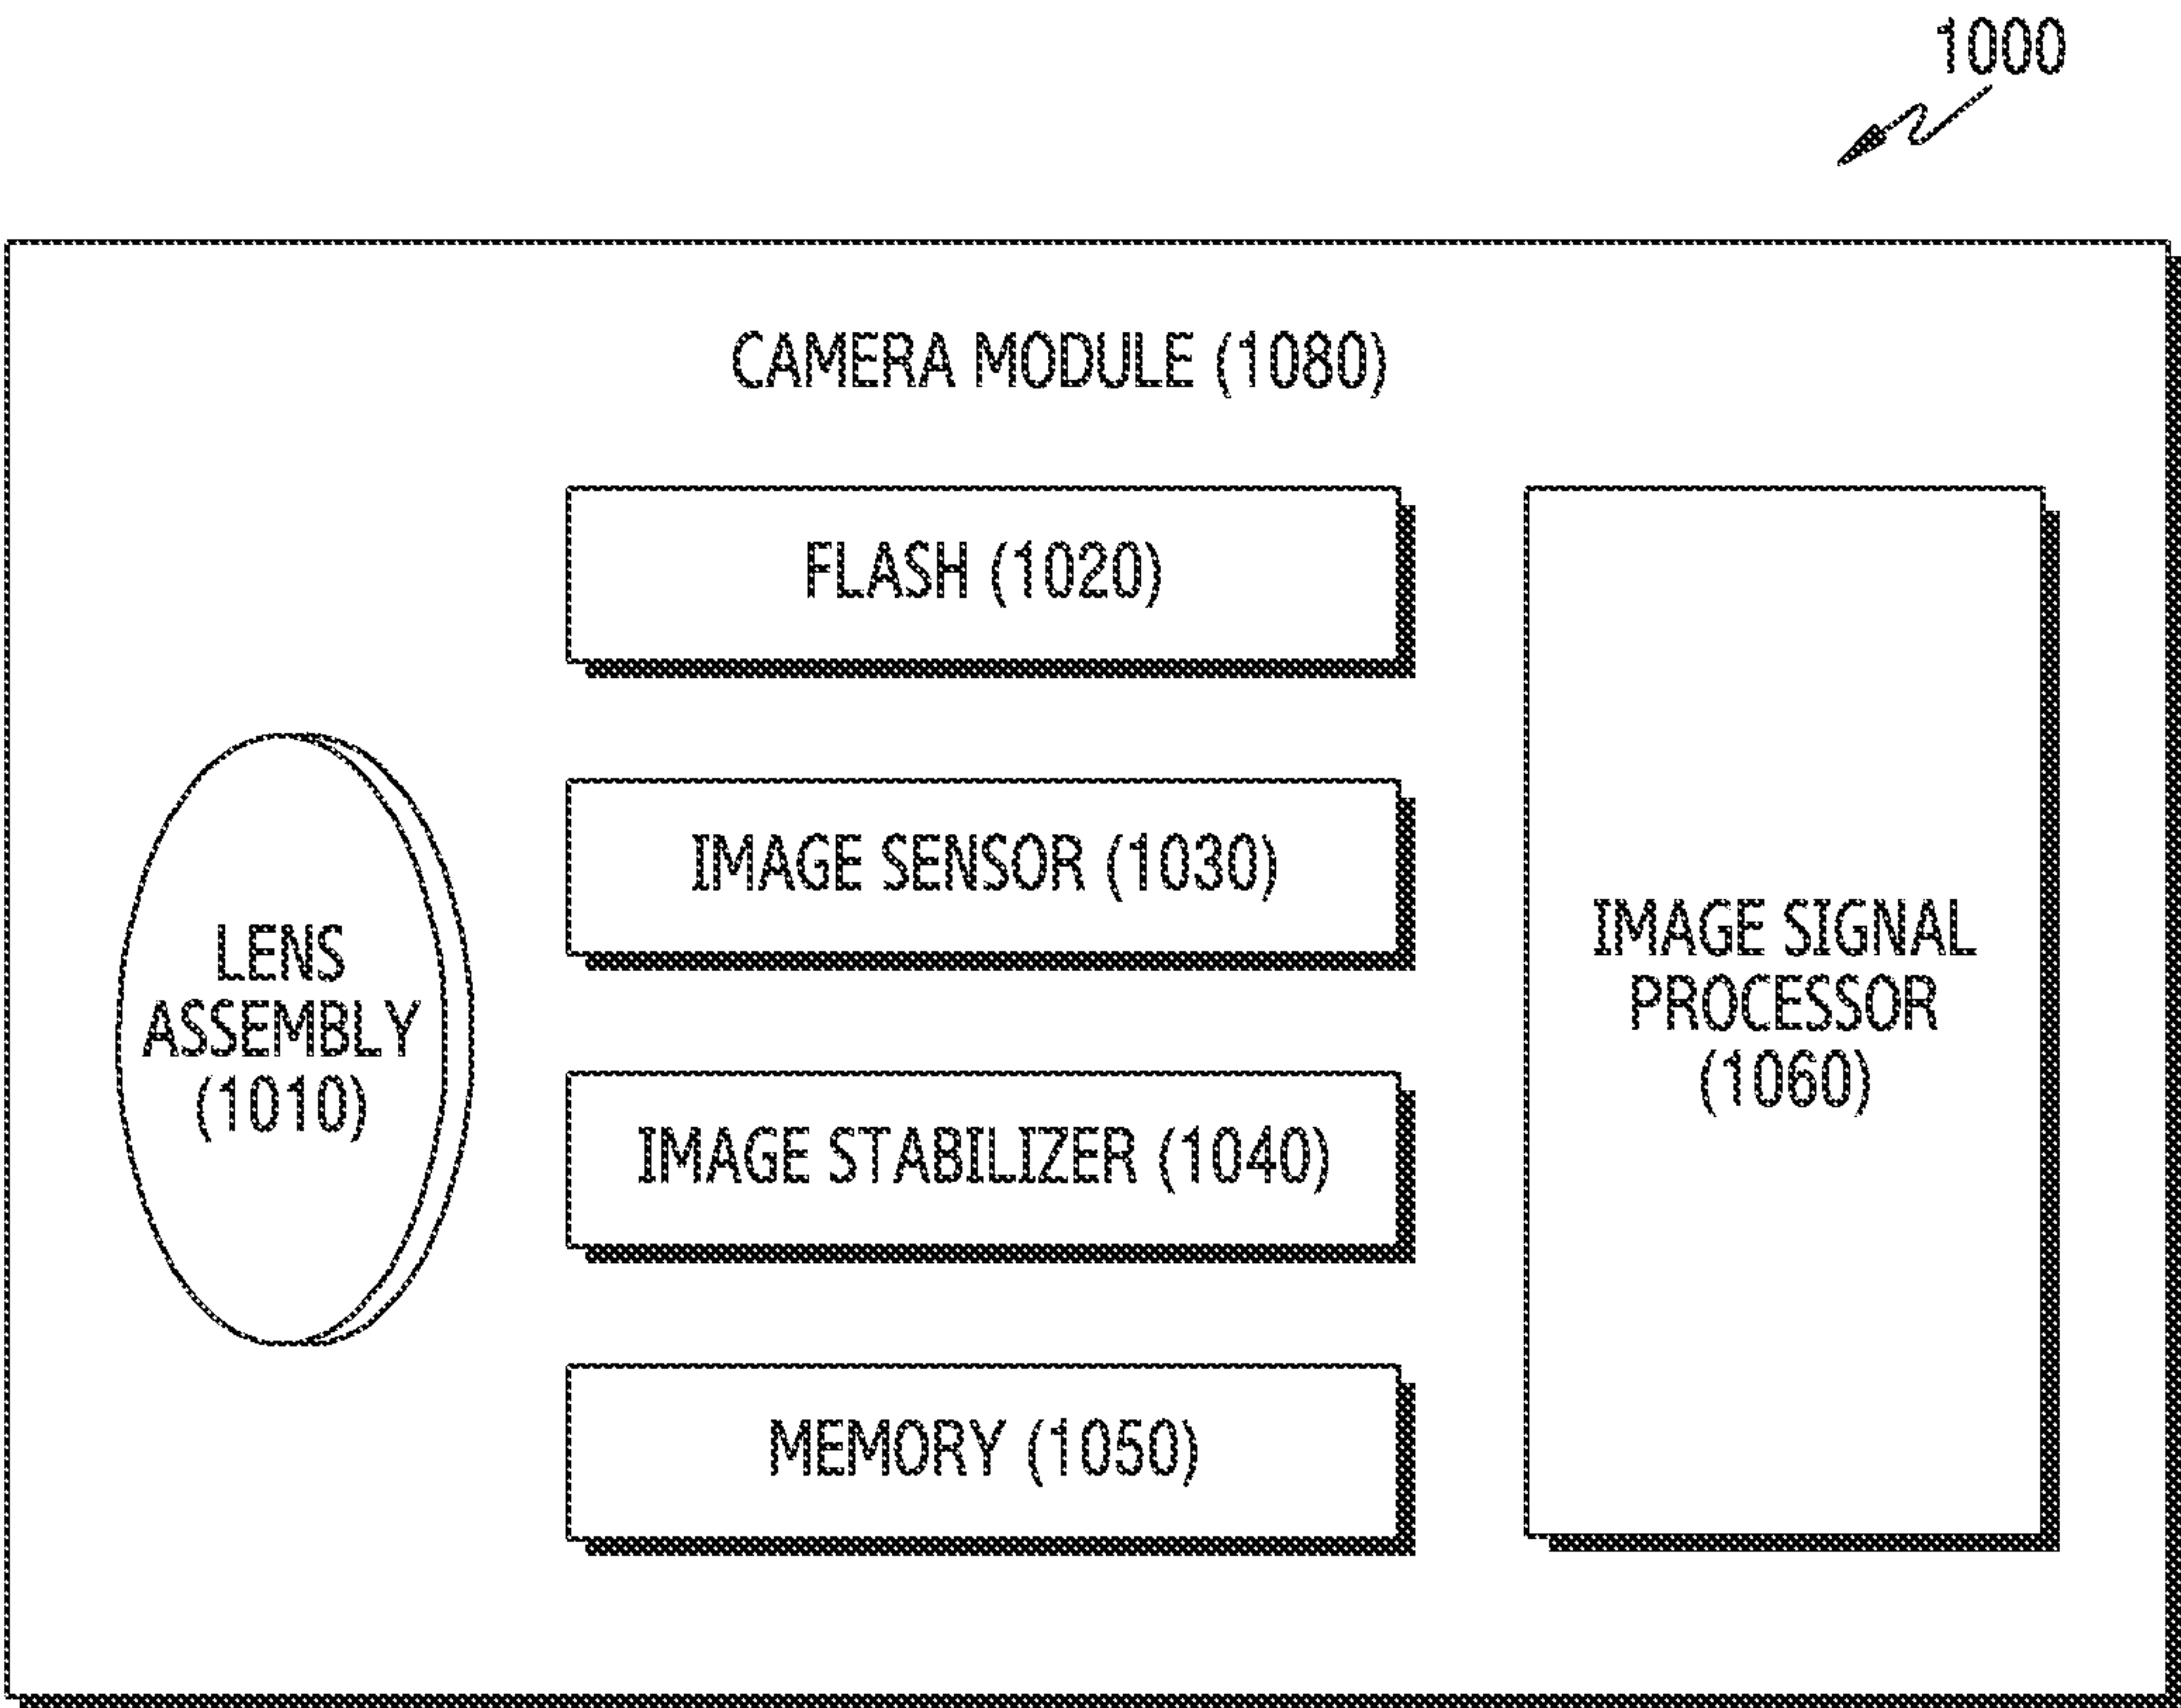 1000
CAMERA MODULE (1080)
FLASH (1020)
IMAGE SENSOR (1030)
LENS
ASSEMBLY
(1010)
IMAGE STABILIZER (1040)
MEMORY (1050)
IMAGE SIGNAL
PROCESSOR
(1060)